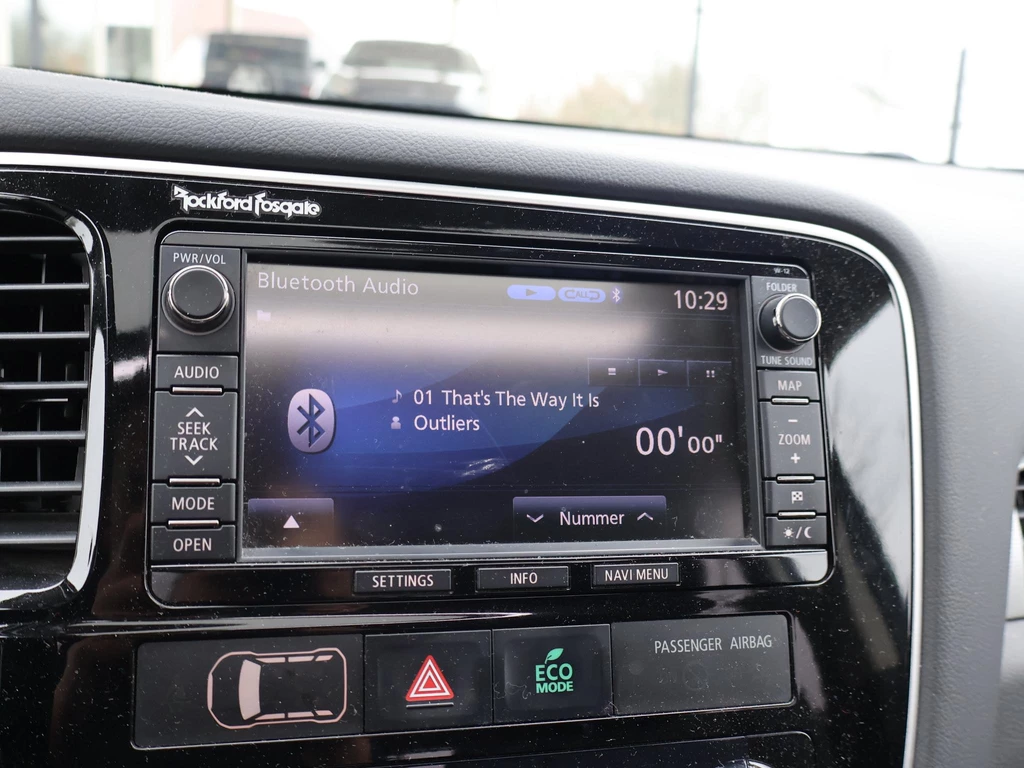 Rockford Fosgate
PWR/VOL
AUDIO
SEEK
TRACK
MODE
OPEN
Bluetooth Audio
CALL
10:29
01 That's The Way It Is
Outliers
00'00"
Nummer
FOLDER
TUNE SOUND
MAP
−
ZOOM
+
SETTINGS
INFO
NAVI MENU
ECO
MODE
PASSENGER AIRBAG